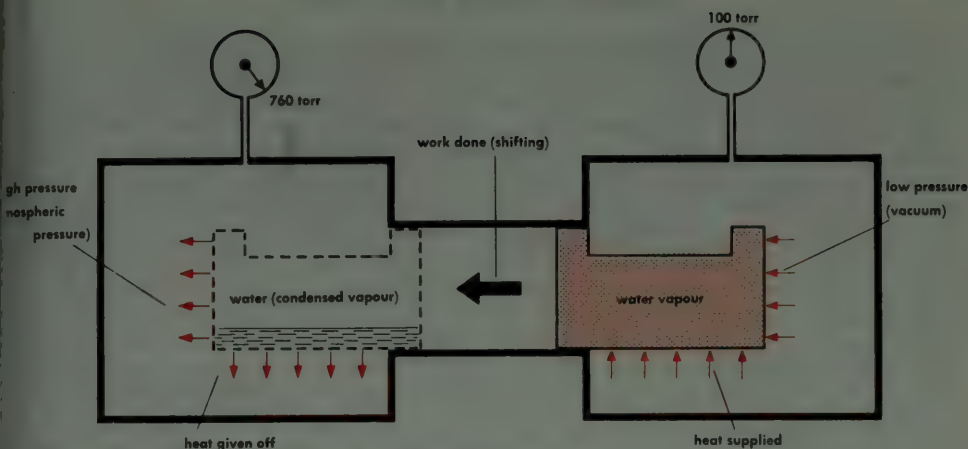 100 torr
760 torr
work done (shifting)
gh pressure
nospheric
pressure)
low pressure
(vacuum)
water (condensed vapour)
water vapour
heat given off
heat supplied